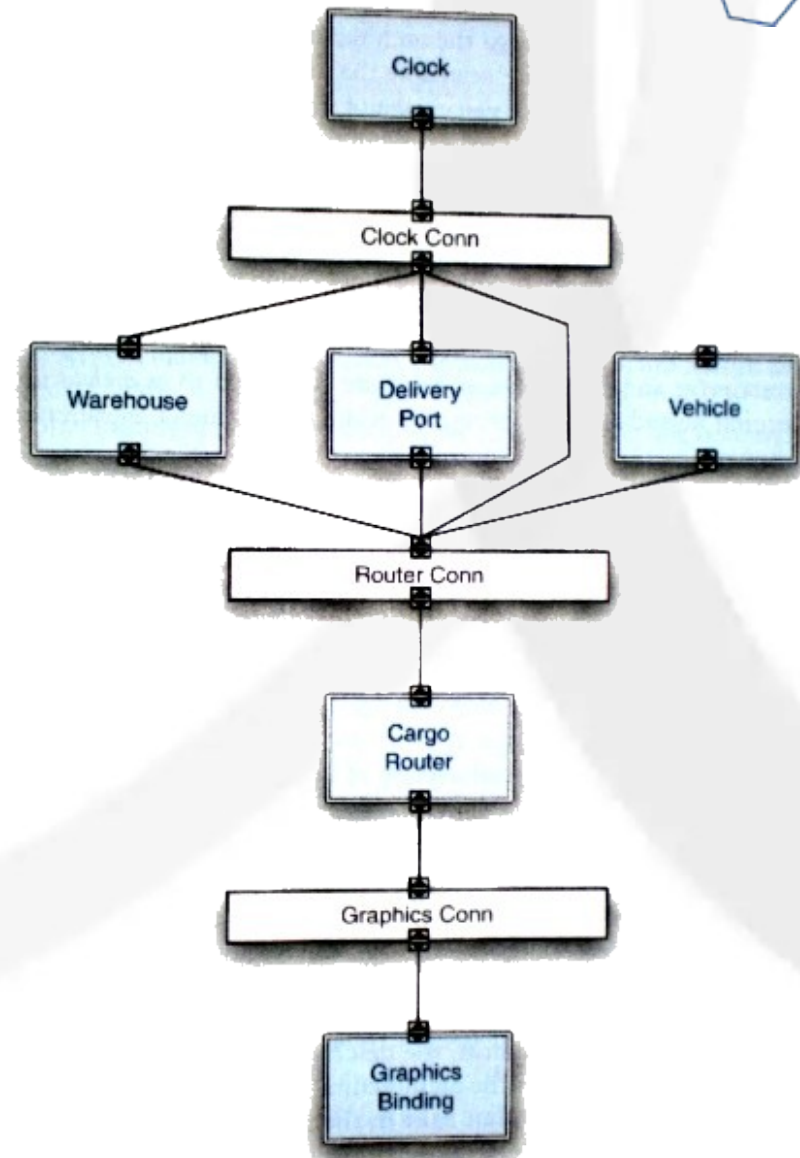 Clock
Clock Conn
Warehouse
Delivery
Port
Vehicle
Router Conn
Cargo
Router
Graphics Conn
Graphics
Binding